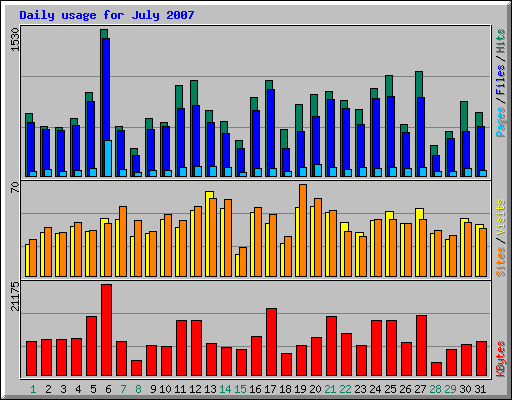 Daily usage for July 2007
1530
Pages / Files / Hits
70
Sites / Visits
21175
KBytes
1 2 3 4 5 6 7 8 9 10 11 12 13 14 15 16 17 18 19 20 21 22 23 24 25 26 27 28 29 30 31